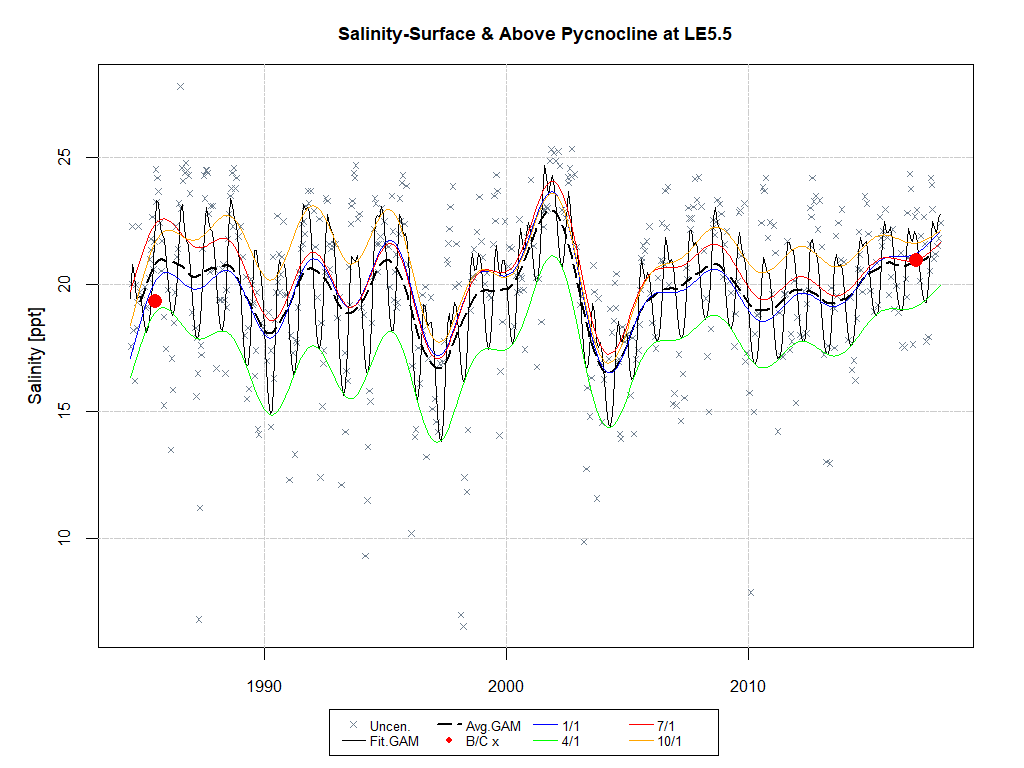 Salinity-Surface & Above Pycnocline at LE5.5
Salinity [ppt]
25
20
15
10
1990 2000 2010
Uncen. Avg.GAM 1/1 7/1
Fit.GAM B/C x 4/1 10/1